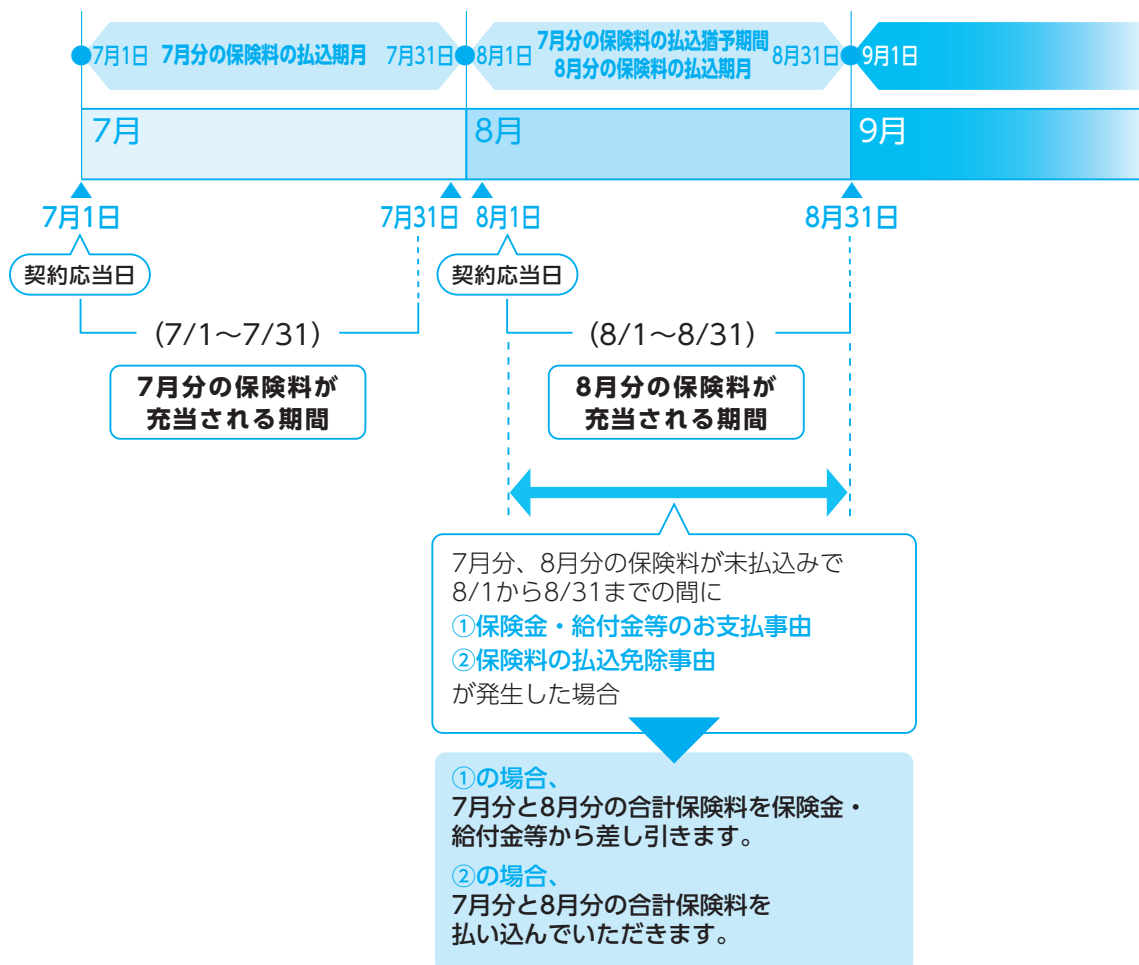 7月1日 7月分の保険料の払込期月 7月31日
8月1日 7月分の保険料の払込猶予期間 8月31日
8月分の保険料の払込期月
9月1日
7月
8月
9月
7月1日
7月31日
8月1日
8月31日
契約応当日
契約応当日
(7/1〜7/31)
(8/1〜8/31)
7月分の保険料が
充当される期間
8月分の保険料が
充当される期間
7月分、8月分の保険料が未払込みで
8/1から8/31までの間に
①保険金・給付金等のお支払事由
②保険料の払込免除事由
が発生した場合
①の場合、
7月分と8月分の合計保険料を保険金・
給付金等から差し引きます。
②の場合、
7月分と8月分の合計保険料を
払い込んでいただきます。